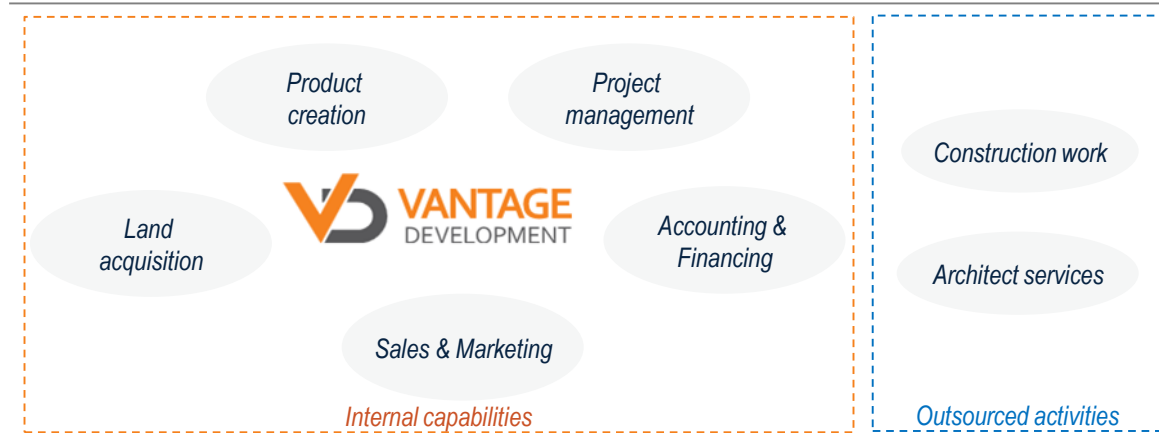 Product
creation
Project
management
Construction work
Land
acquisition
VD VANTAGE
DEVELOPMENT
Accounting &
Financing
Architect services
Sales & Marketing
Internal capabilities
Outsourced activities